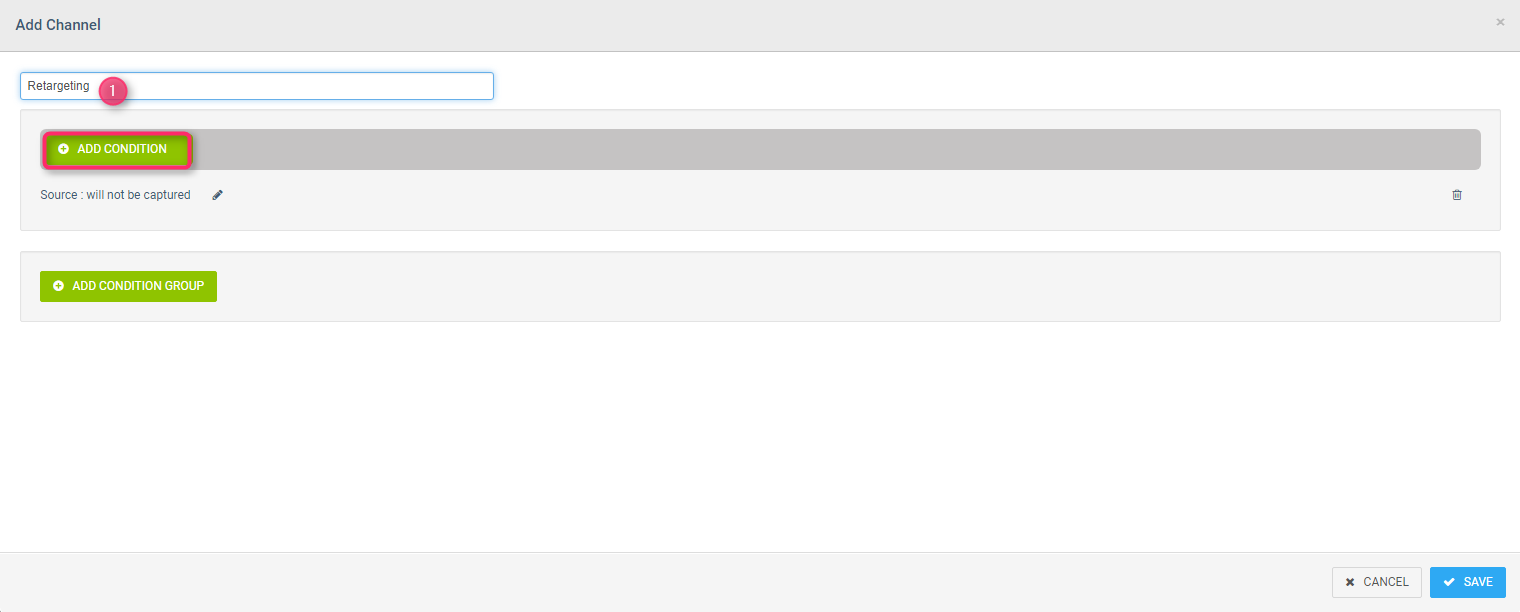 Add Channel
×
Retargeting
1
ADD CONDITION
Source : will not be captured
ADD CONDITION GROUP
CANCEL
SAVE